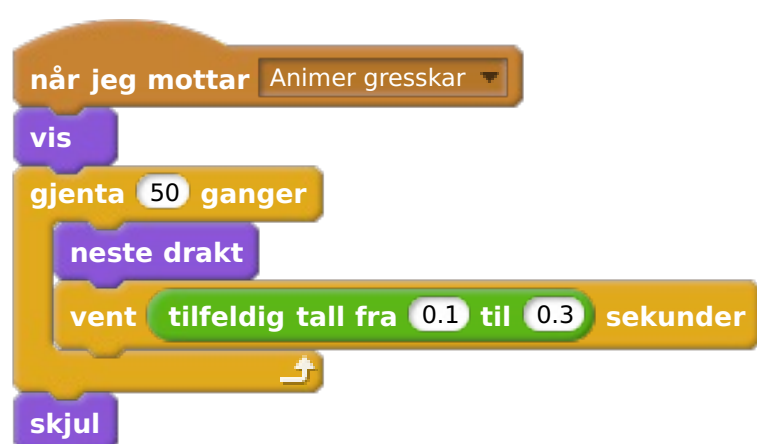 når jeg mottar Animer gresskar
vis
gjenta 50 ganger
neste drakt
vent tilfeldig tall fra 0.1 til 0.3 sekunder
skjul